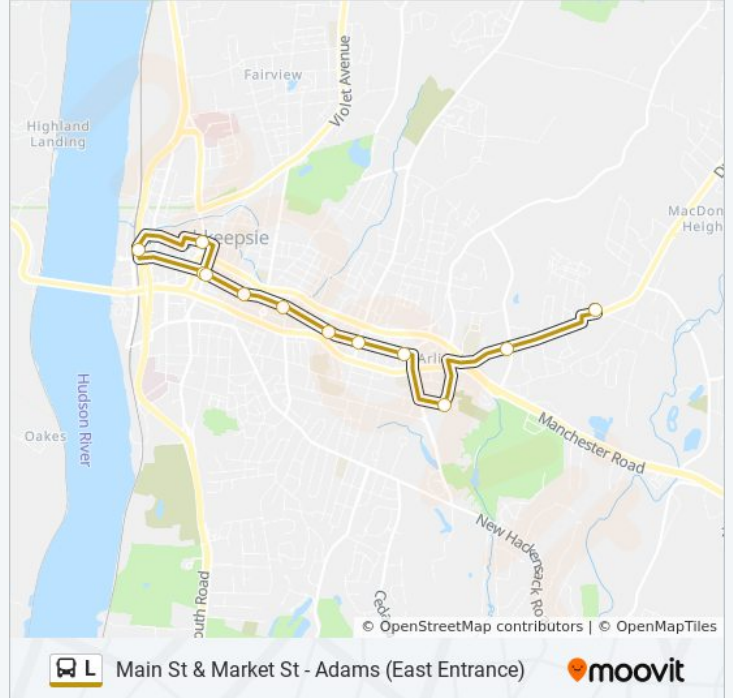 Fairview
Violet Avenue
Highland
Landing
MacDon
Heigh
D
keepsie
Arli
Hudson River
Oakes
Manchester Road
New Hackensack Ro
outh Road
Cedi
© OpenStreetMap contributors | © OpenMapTiles
L Main St & Market St - Adams (East Entrance) moovit